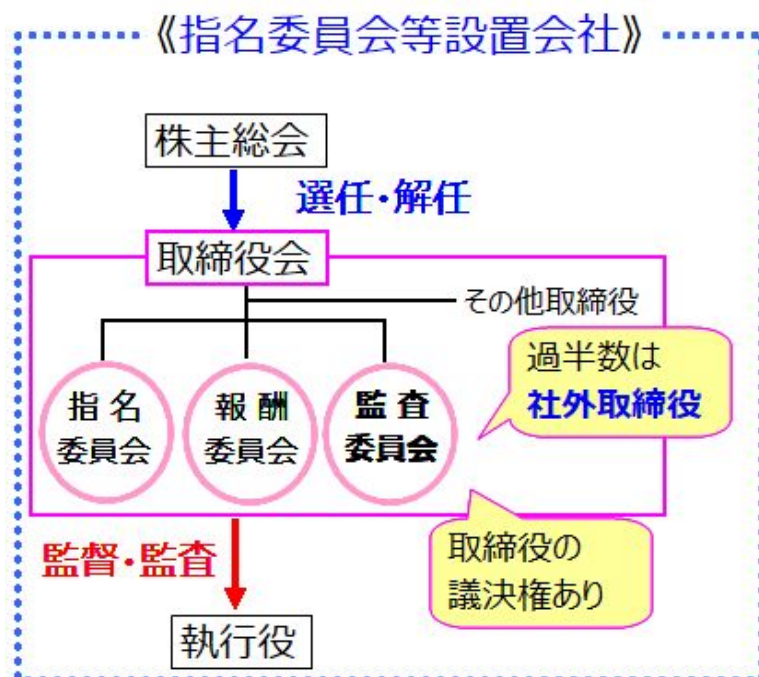 《指名委員会等設置会社》
株主総会
選任・解任
取締役会
その他取締役
過半数は
社外取締役
指名
委員会
報酬
委員会
監査
委員会
取締役の
議決権あり
監督・監査
執行役